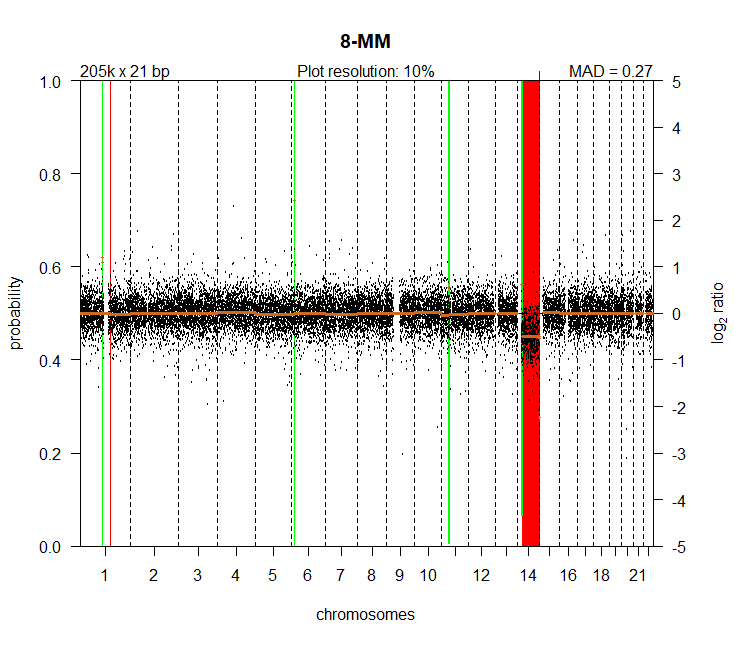 8-MM
205k x 21 bp Plot resolution: 10% MAD = 0.27
1.0 5
4
0.8 3
2
0.6 1
probability 0 log2 ratio
0.4 -1
-2
0.2 -3
-4
0.0 -5
1 2 3 4 5 6 7 8 9 10 12 14 16 18 21
chromosomes